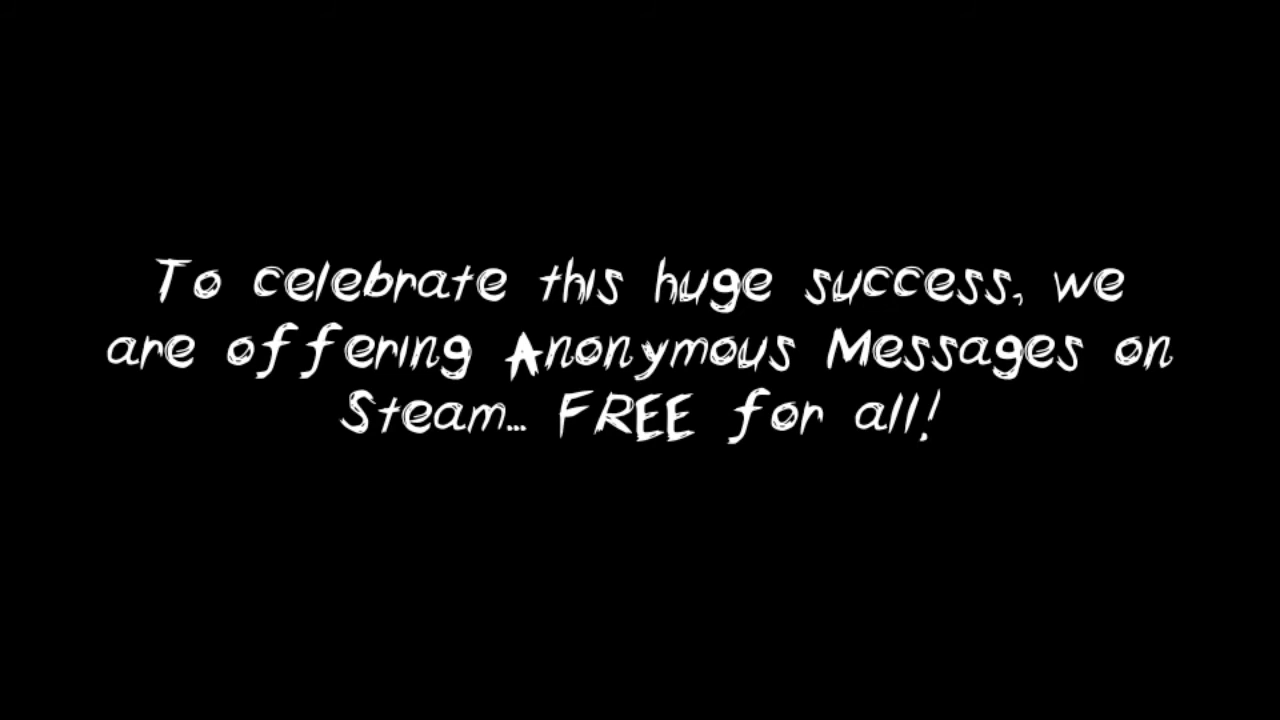 To celebrate this huge success, we
are offering Anonymous Messages on
Steam... FREE for all!